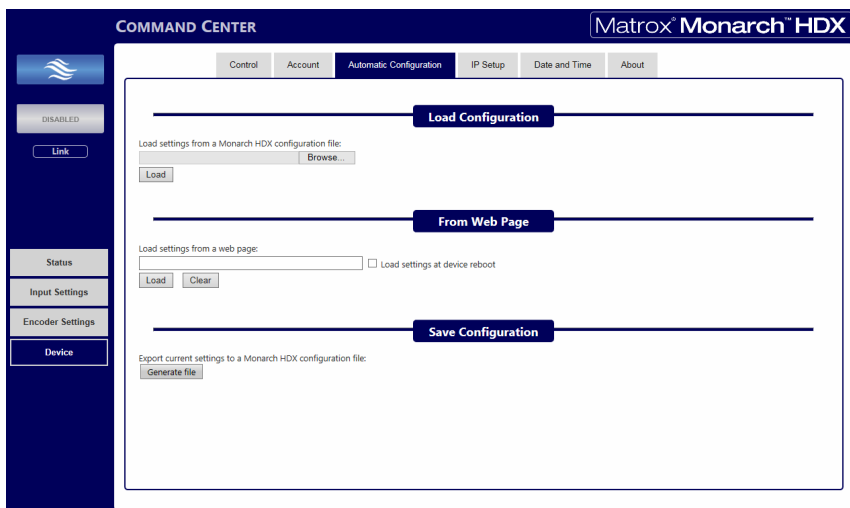 COMMAND CENTER
Matrox® Monarch™ HDX
Control Account Automatic Configuration IP Setup Date and Time About
DISABLED
Link
Status
Input Settings
Encoder Settings
Device
Load Configuration
Load settings from a Monarch HDX configuration file:
Browse...
Load
From Web Page
Load settings from a web page:
Load settings at device reboot
Load Clear
Save Configuration
Export current settings to a Monarch HDX configuration file:
Generate file